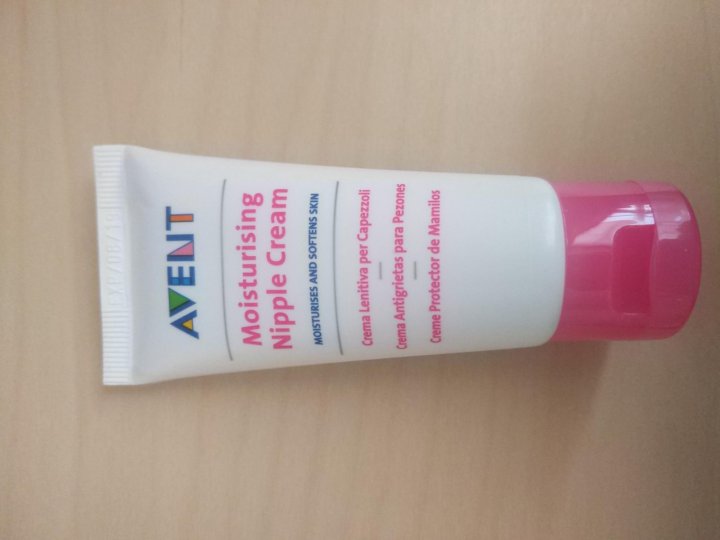 AVENT
Moisturising
Nipple Cream
MOISTURISES AND SOFTENS SKIN
Crema Lenitiva per Capezzoli
Crema Antigrietas para Pezones
Creme Protector de Mamilos